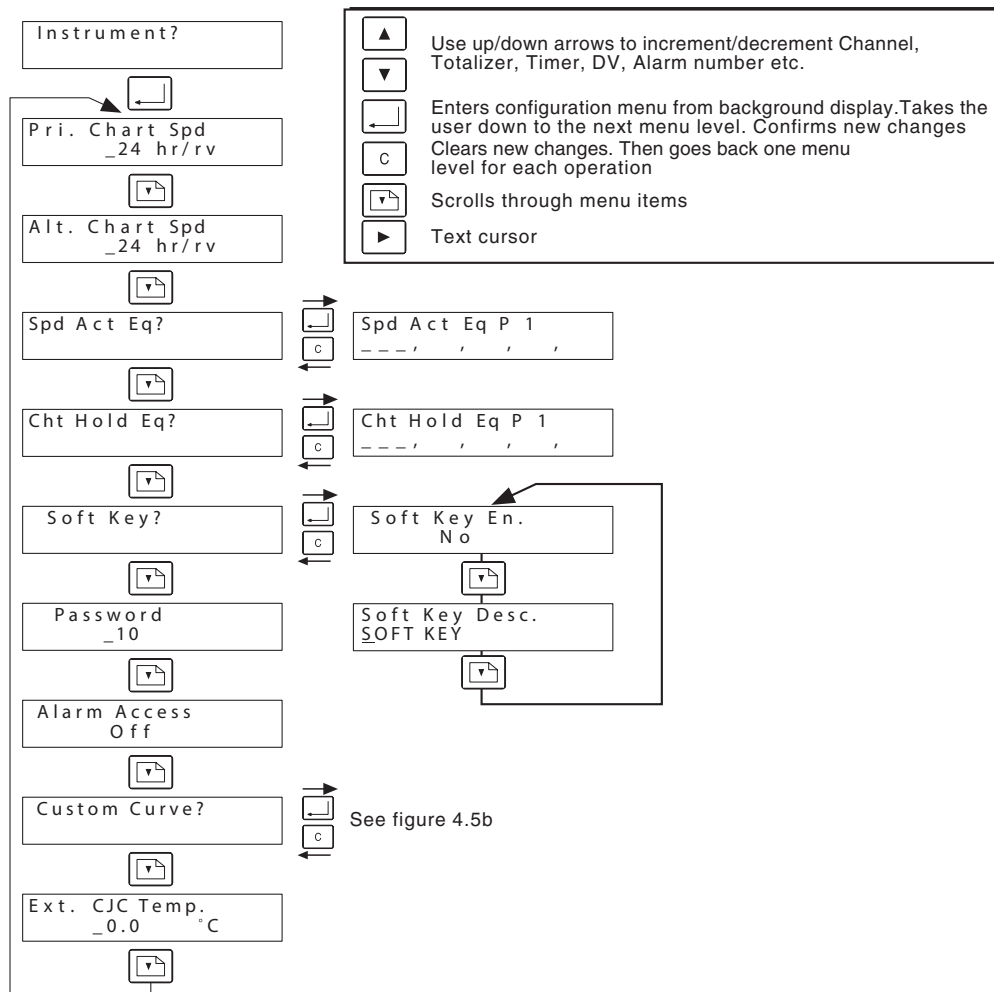 Instrument?
Pri. Chart Spd
_24 hr/rv
Alt. Chart Spd
_24 hr/rv
Spd Act Eq?
C
Spd Act Eq P 1
_ _ _, , , ,
Cht Hold Eq?
C
Cht Hold Eq P 1
_ _ _, , , ,
Soft Key?
C
Soft Key En.
No
Soft Key Desc.
SOFT KEY
Password
_10
Alarm Access
Off
Custom Curve?
C
See figure 4.5b
Ext. CJC Temp.
_0.0 °C
Use up/down arrows to increment/decrement Channel,
Totalizer, Timer, DV, Alarm number etc.
Enters configuration menu from background display.Takes the
user down to the next menu level. Confirms new changes
C
Clears new changes. Then goes back one menu
level for each operation
Scrolls through menu items
Text cursor